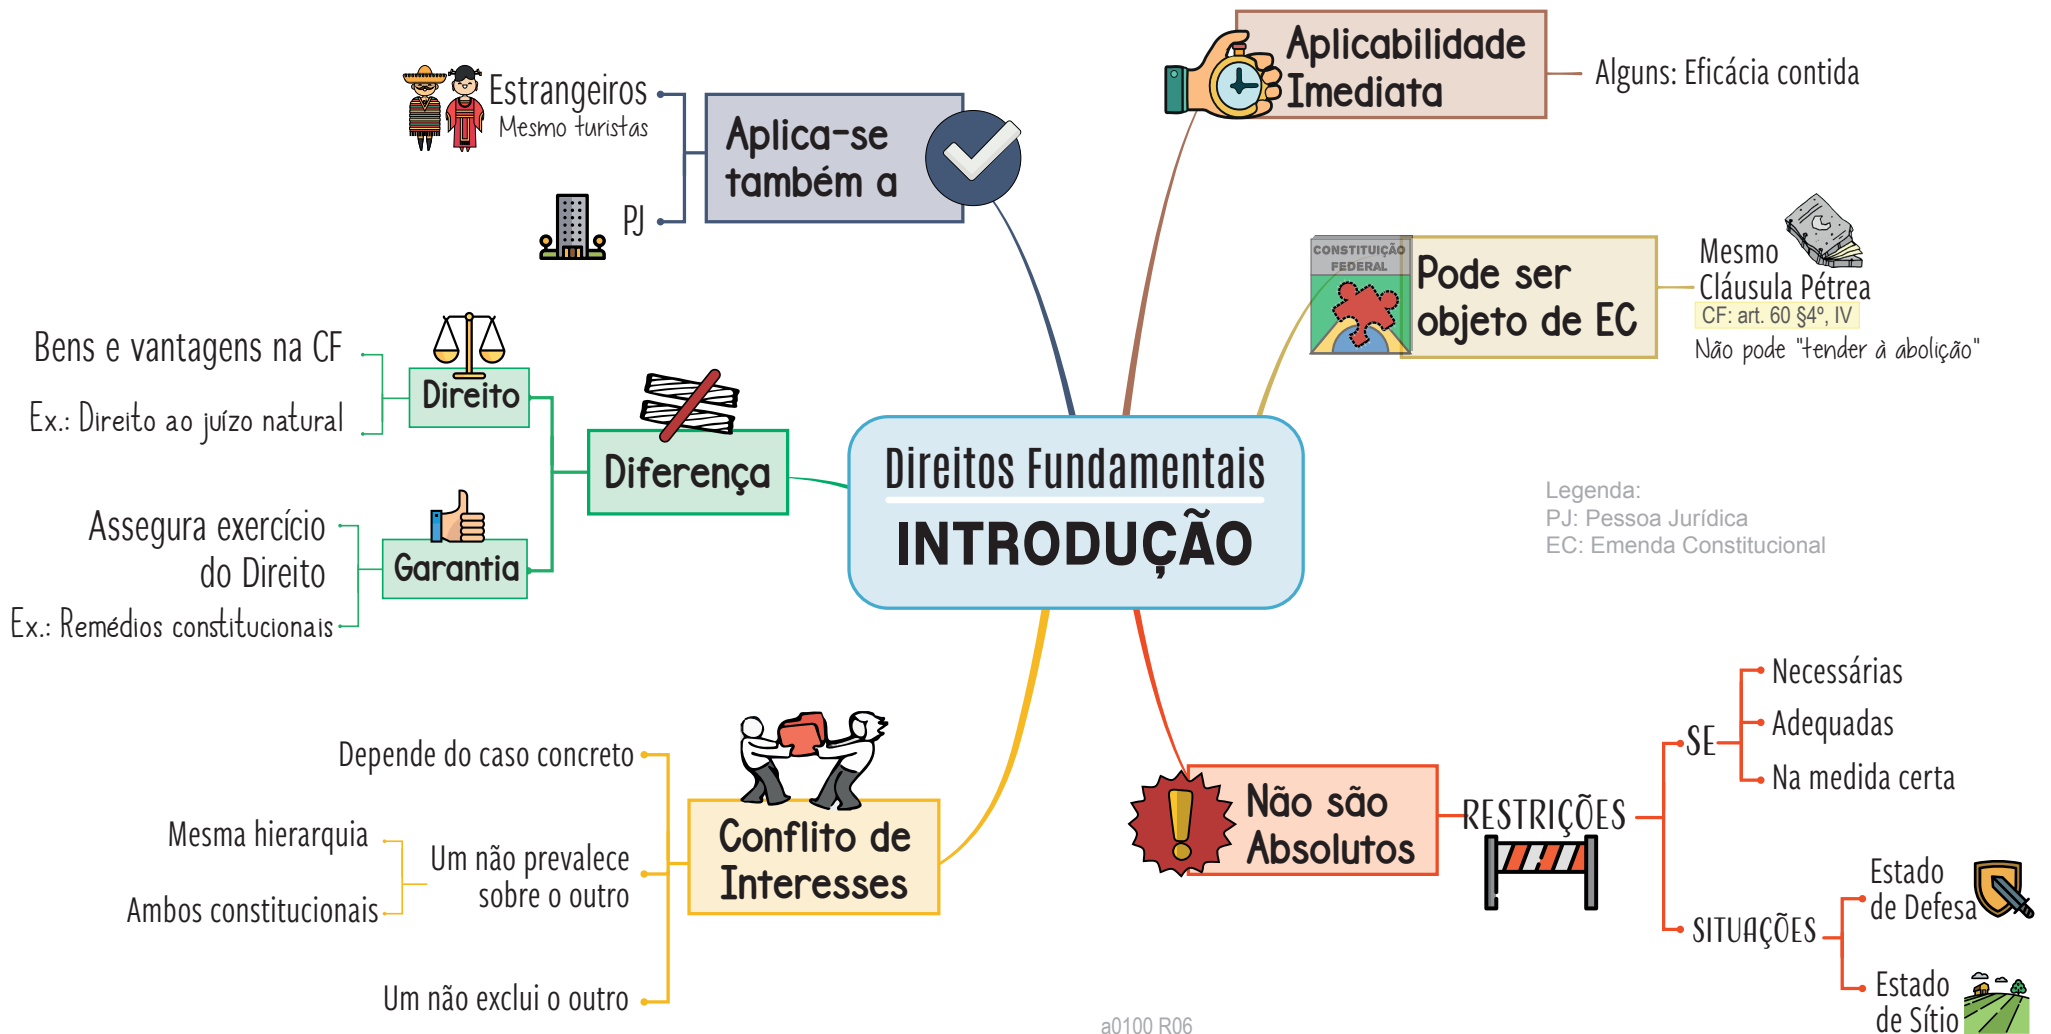 Direitos Fundamentais
INTRODUÇÃO
Aplicabilidade
Imediata
Alguns: Eficácia contida
CONSTITUIÇÃO
FEDERAL
Pode ser
objeto de EC
Mesmo
Cláusula Pétrea
CF: art. 60 §4º, IV
Não pode "tender à abolição"
Legenda:
PJ: Pessoa Jurídica
EC: Emenda Constitucional
Não são
Absolutos
RESTRIÇÕES
SE
Necessárias
Adequadas
Na medida certa
SITUAÇÕES
Estado
de Defesa
Estado
de Sítio
Conflito de
Interesses
Depende do caso concreto
Um não prevalece
sobre o outro
Mesma hierarquia
Ambos constitucionais
Um não exclui o outro
Diferença
Direito
Bens e vantagens na CF
Ex.: Direito ao juízo natural
Garantia
Assegura exercício
do Direito
Ex.: Remédios constitucionais
Aplica-se
também a
Estrangeiros
Mesmo turistas
PJ
a0100 R06